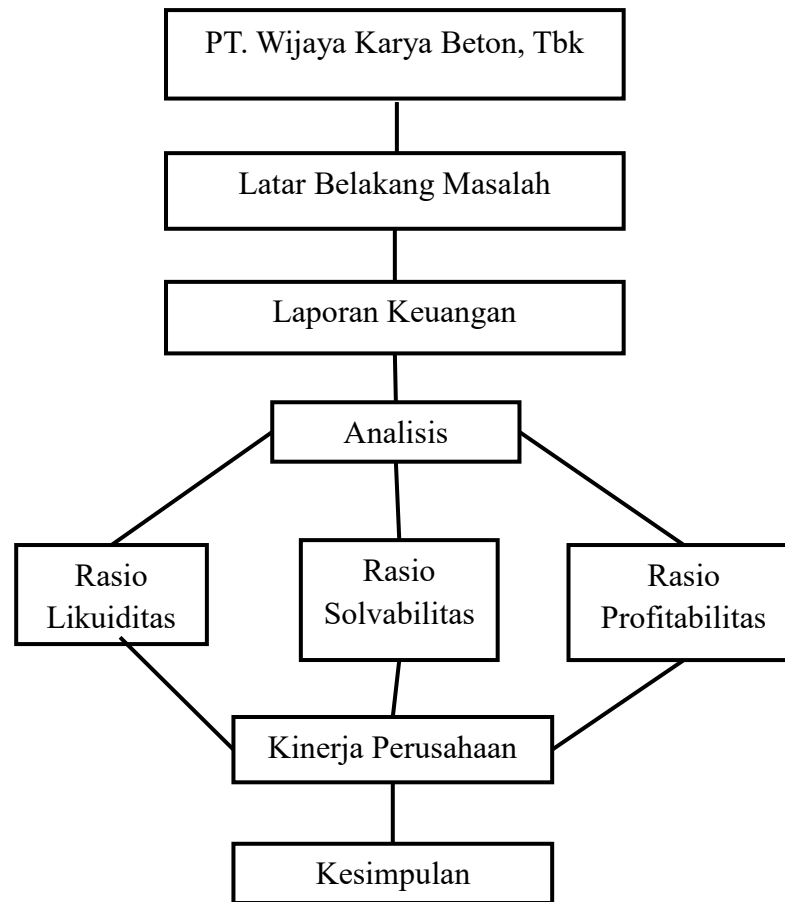 PT. Wijaya Karya Beton, Tbk
Latar Belakang Masalah
Laporan Keuangan
Analisis
Rasio
Likuiditas
Rasio
Solvabilitas
Rasio
Profitabilitas
Kinerja Perusahaan
Kesimpulan